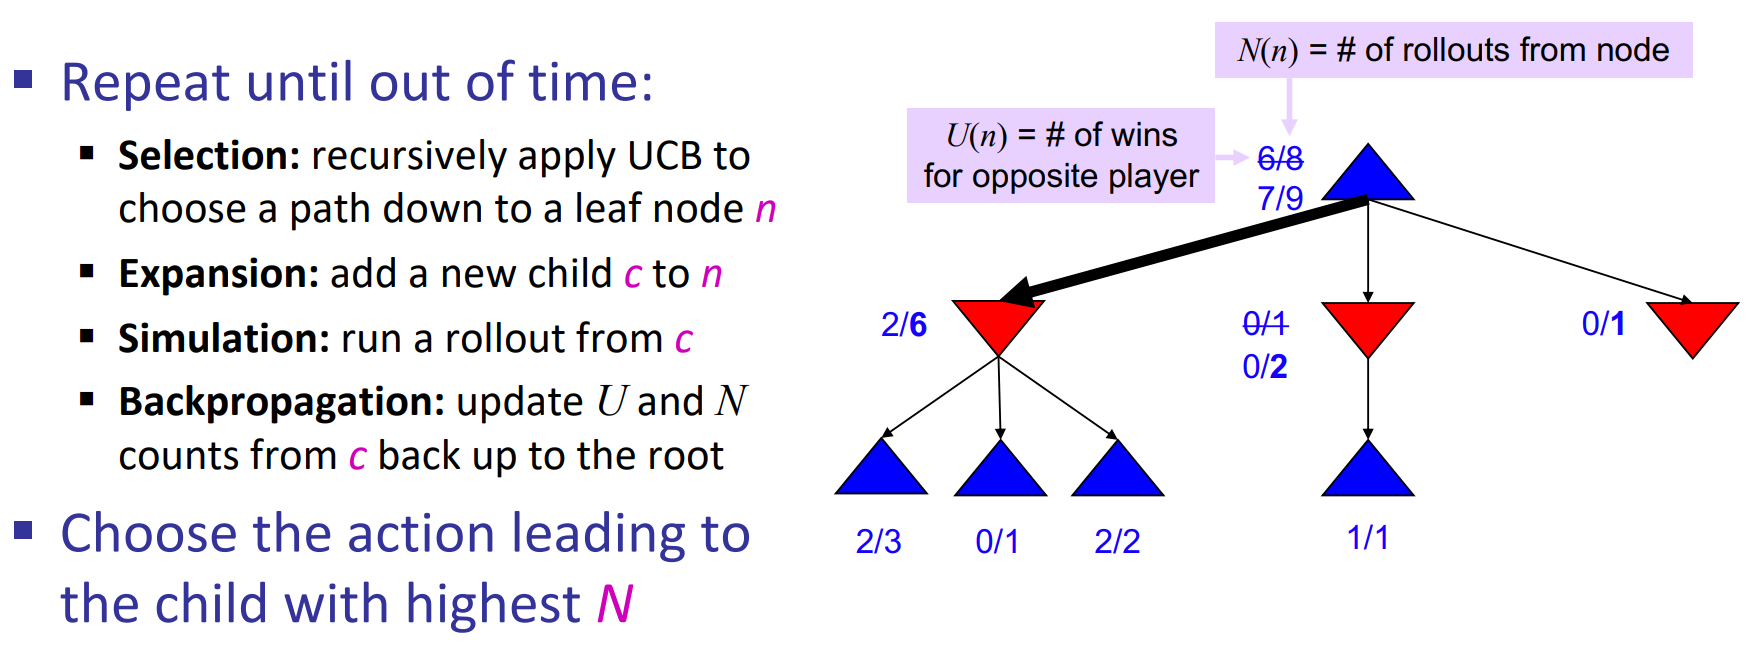 Repeat until out of time:
Selection: recursively apply UCB to
choose a path down to a leaf node n
Expansion: add a new child c to n
Simulation: run a rollout from c
Backpropagation: update U and N
counts from c back up to the root
Choose the action leading to
the child with highest N
N(n) = # of rollouts from node
U(n) = # of wins
for opposite player
6/8
7/9
2/6
0/1
0/2
0/1
2/3
0/1
2/2
1/1